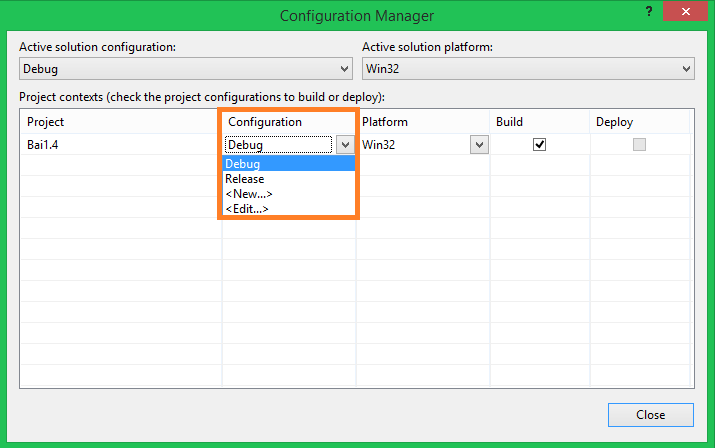 Configuration Manager
?
Active solution configuration:
Active solution platform:
Debug
Win32
Project contexts (check the project configurations to build or deploy):
Project
Configuration
Platform
Build
Deploy
Bai1.4
Debug
Win32
Debug
Release
<New...>
<Edit...>
Close